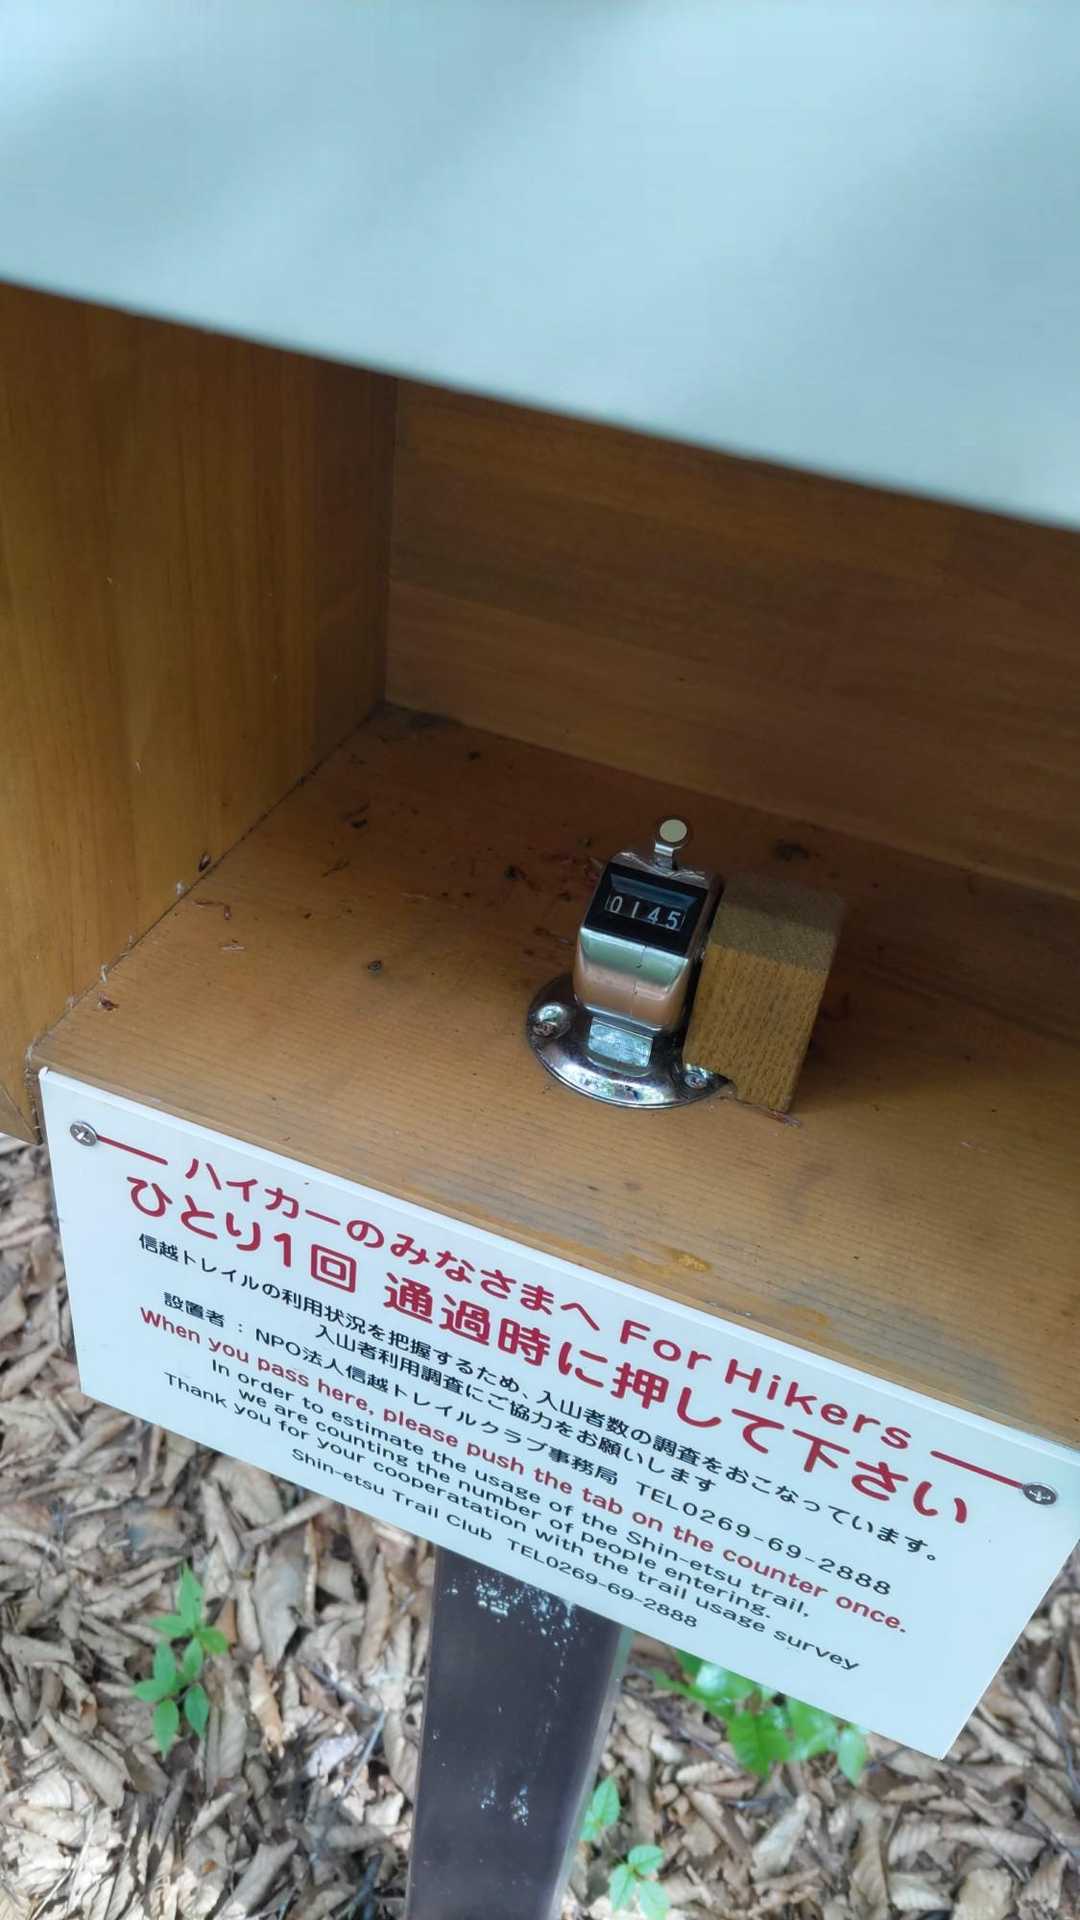 0145
ハイカーのみなさまへ For Hikers
ひとり1回 通過時に押して下さい
信越トレイルの利用状況を把握するため、入山者数の調査をおこなっています。
入山者利用調査にご協力をお願いします
設置者：NPO法人信越トレイルクラブ事務局 TEL0269-69-2888
When you pass here, please push the tab on the counter once.
In order to estimate the usage of the Shin-etsu trail,
we are counting the number of people entering.
Thank you for your cooperatation with the trail usage survey
Shin-etsu Trail Club TEL0269-69-2888